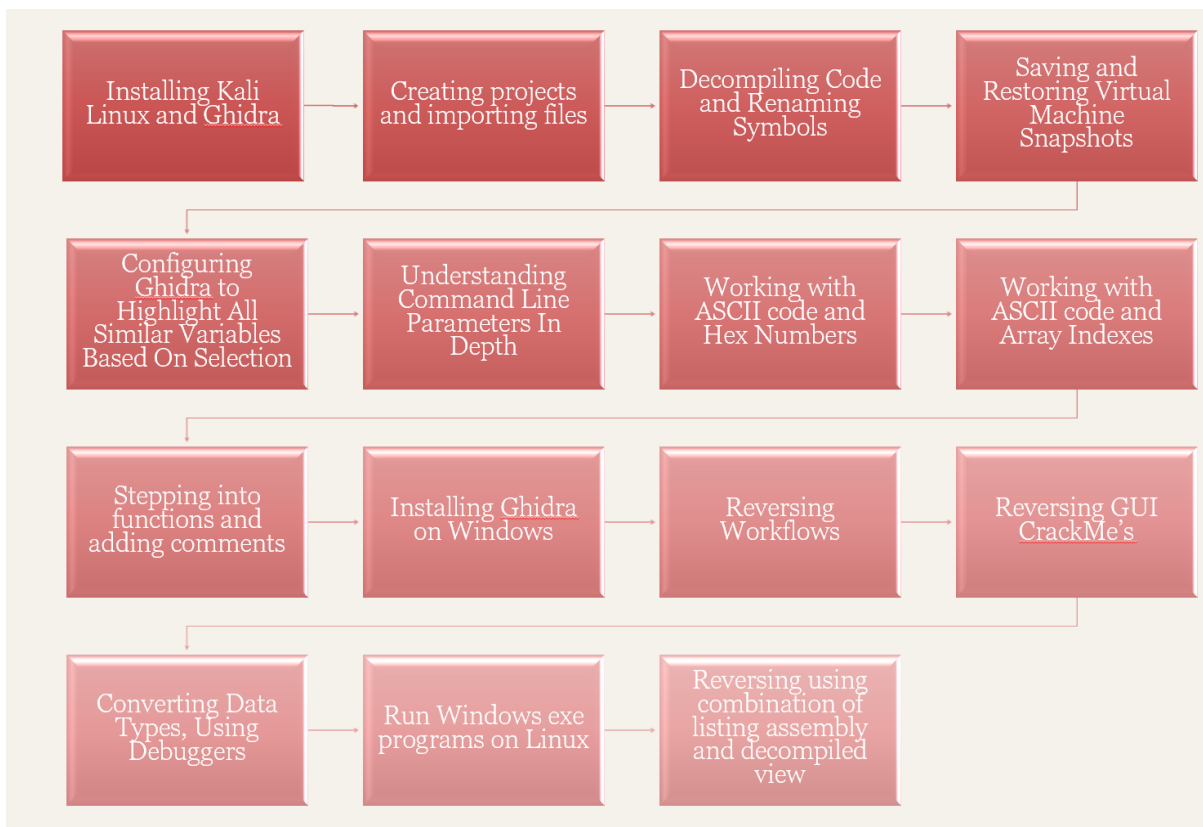 Installing Kali
Linux and Ghidra
Creating projects
and importing files
Decompiling Code
and Renaming
Symbols
Saving and
Restoring Virtual
Machine
Snapshots
Configuring
Ghidra to
Highlight All
Similar Variables
Based On Selection
Understanding
Command Line
Parameters In
Depth
Working with
ASCII code and
Hex Numbers
Working with
ASCII code and
Array Indexes
Stepping into
functions and
adding comments
Installing Ghidra
on Windows
Reversing
Workflows
Reversing GUI
CrackMe’s
Converting Data
Types, Using
Debuggers
Run Windows exe
programs on Linux
Reversing using
combination of
listing assembly
and decompiled
view